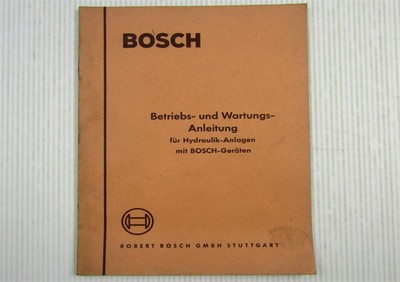 BOSCH
Betriebs- und Wartungs-
Anleitung
für Hydraulik-Anlagen
mit BOSCH-Geräten
ROBERT BOSCH GMBH STUTTGART